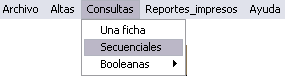 Archivo Altas Consultas Reportes_impresos Ayuda
Una ficha
Secuenciales
Booleanas